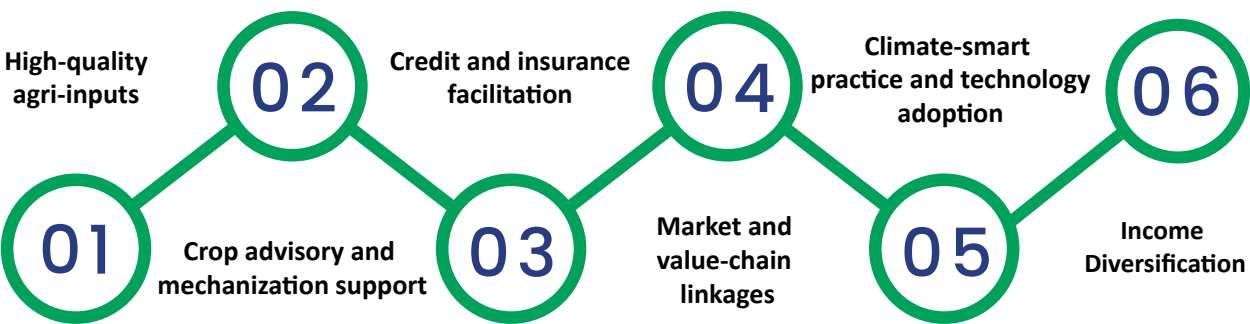 01
High-quality
agri-inputs
02
Crop advisory and
mechanization support
03
Credit and insurance
facilitation
04
Market and
value-chain
linkages
05
Climate-smart
practice and technology
adoption
06
Income
Diversification